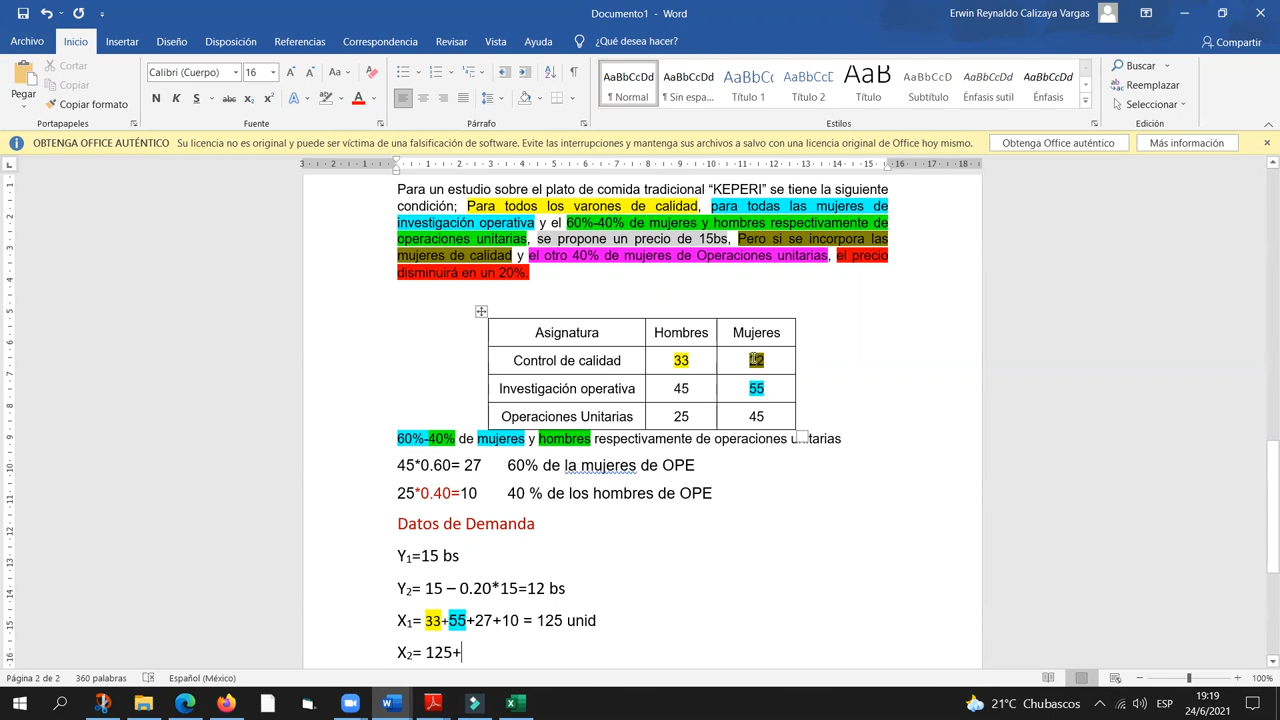 Documento1 - Word
Erwin Reynaldo Calizaya Vargas
Archivo Inicio Insertar Diseño Disposición Referencias Correspondencia Revisar Vista Ayuda ¿Qué desea hacer? Compartir
Pegar
Cortar
Copiar
Copiar formato
Calibri (Cuerpo) 16
AaBbCcDd AaBbCcDd AaBbCc AaBbCcDd AaB AaBbCcDd AaBbCcDd AaBbCcDd
¶ Normal ¶ Sin espa... Título 1 Título 2 Título Subtítulo Énfasis sutil Énfasis
Buscar
Reemplazar
Seleccionar
Portapapeles Fuente Párrafo Estilos Edición
OBTENGA OFFICE AUTÉNTICO Su licencia no es original y puede ser víctima de una falsificación de software. Evite las interrupciones y mantenga sus archivos a salvo con una licencia original de Office hoy mismo. Obtenga Office auténtico Más información
Para un estudio sobre el plato de comida tradicional “KEPERI” se tiene la siguiente
condición; Para todos los varones de calidad, para todas las mujeres de
investigación operativa y el 60%-40% de mujeres y hombres respectivamente de
operaciones unitarias, se propone un precio de 15bs, Pero si se incorpora las
mujeres de calidad y el otro 40% de mujeres de Operaciones unitarias, el precio
disminuirá en un 20%.
Asignatura Hombres Mujeres
Control de calidad 33
Investigación operativa 45 55
Operaciones Unitarias 25 45
60%-40% de mujeres y hombres respectivamente de operaciones unitarias
45*0.60= 27 60% de la mujeres de OPE
25*0.40=10 40 % de los hombres de OPE
Datos de Demanda
Y1=15 bs
Y2= 15 – 0.20*15=12 bs
X1= 33+55+27+10 = 125 unid
X2= 125+
Página 2 de 2 360 palabras Español (México) 100%
21°C Chubascos ESP 19:19
24/6/2021